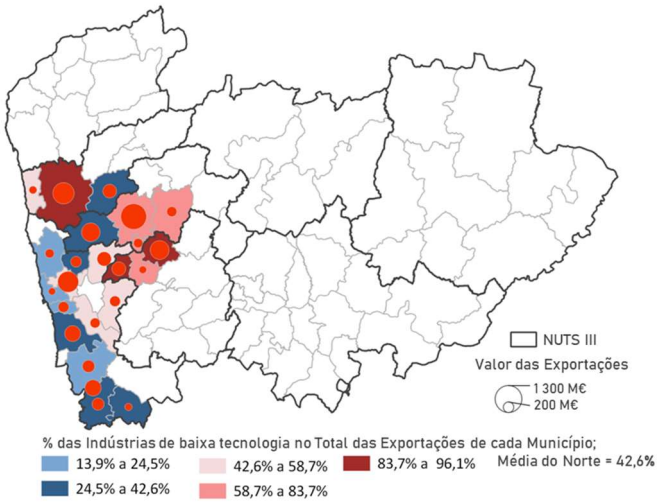 NUTS III
Valor das Exportações
1 300 M€
200 M€
% das Indústrias de baixa tecnologia no Total das Exportações de cada Município;
13,9% a 24,5%
42,6% a 58,7%
83,7% a 96,1%
Média do Norte = 42,6%
24,5% a 42,6%
58,7% a 83,7%